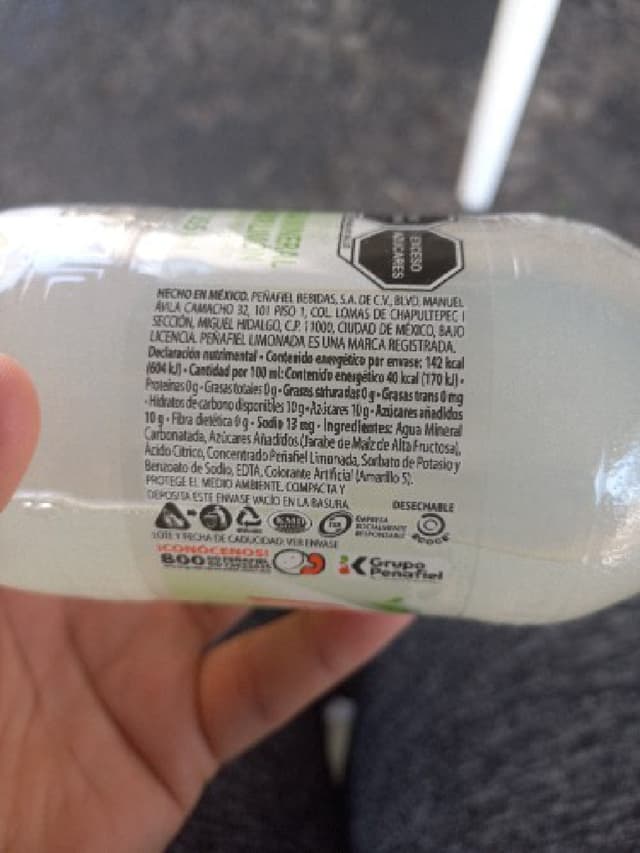 EXCESO
AZÚCARES
HECHO EN MÉXICO. PEÑAFIEL BEBIDAS, S.A. DE C.V., BLVD. MANUEL
ÁVILA CAMACHO 32, 101 PISO 1, COL. LOMAS DE CHAPULTEPEC I
SECCIÓN, MIGUEL HIDALGO, C.P. 11000, CIUDAD DE MÉXICO, BAJO
LICENCIA. PEÑAFIEL LIMONADA ES UNA MARCA REGISTRADA.
Declaración nutrimental • Contenido energético por envase: 142 kcal
(604 kJ) • Cantidad por 100 ml: Contenido energético 40 kcal (170 kJ) •
Proteínas 0 g • Grasas totales 0 g • Grasas saturadas 0 g • Grasas trans 0 mg
• Hidratos de carbono disponibles 10 g • Azúcares 10 g • Azúcares añadidos
10 g • Fibra dietética 0 g • Sodio 13 mg • Ingredientes: Agua Mineral
Carbonatada, Azúcares Añadidos (Jarabe de Maíz de Alta Fructosa),
Ácido Cítrico, Concentrado Peñafiel Limonada, Sorbato de Potasio y
Benzoato de Sodio, EDTA, Colorante Artificial (Amarillo 5).
PROTEGE EL MEDIO AMBIENTE. COMPACTA Y
DEPOSITA ESTE ENVASE VACÍO EN LA BASURA.
DESECHABLE
EMPRESA
SOCIALMENTE
RESPONSABLE
ECOCE
LOTE Y FECHA DE CADUCIDAD: VER ENVASE
¡CONÓCENOS!
800
Grupo
Peñafiel